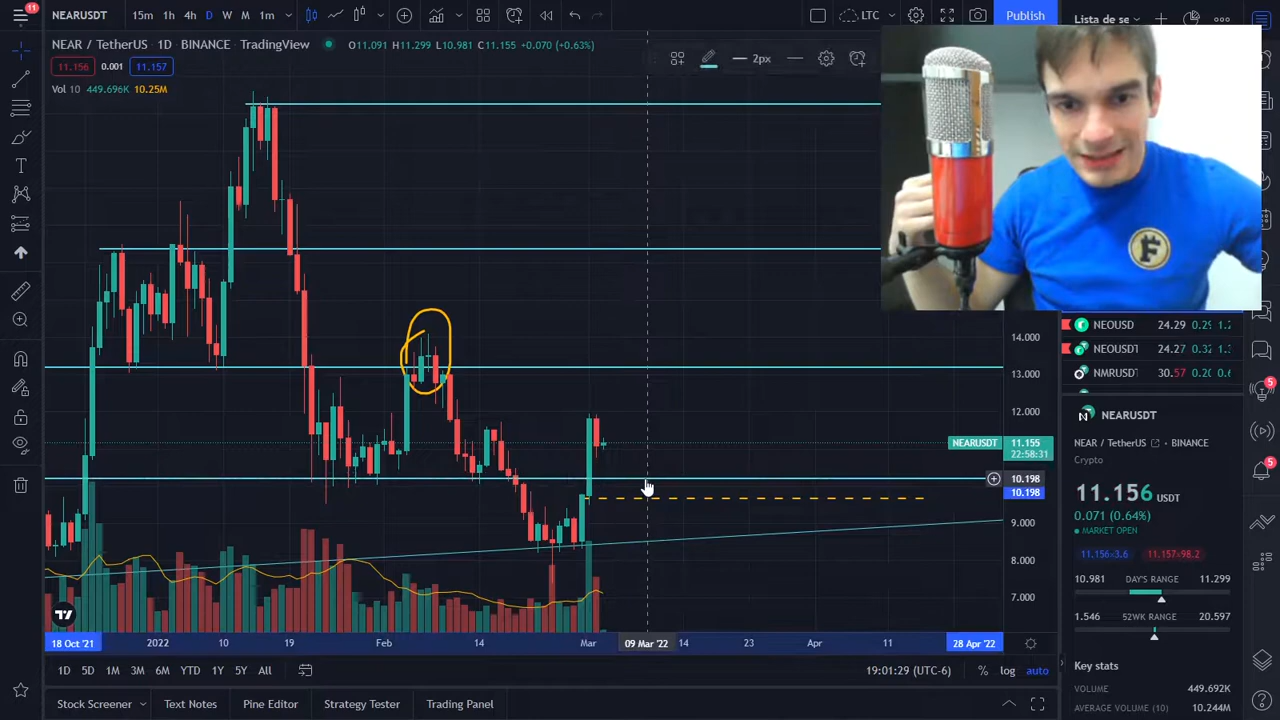 11
NEARUSDT
15m 1h 4h D W M 1m
LTC
Publish
Lista de se
NEAR / TetherUS · 1D · BINANCE · TradingView
O11.091 H11.299 L10.981 C11.155 +0.070 (+0.63%)
2px
11.156 0.001 11.157
Vol 10 449.696K 10.25M
F
14.000
13.000
12.000
NEARUSDT 11.155
22:58:31
10.198
10.198
9.000
8.000
7.000
NEOUSD 24.29
NEOUSDT 24.27
NMRUSDT 30.57
5
NEARUSDT
NEAR / TetherUS BINANCE
Crypto
5
11.156 USDT
0.071 (0.64%)
MARKET OPEN
11.156×3.6 11.157×98.2
10.981 DAY'S RANGE 11.299
1.546 52WK RANGE 20.597
Key stats
VOLUME 449.692K
AVERAGE VOLUME (10) 10.244M
18 Oct '21 2022 10 19 Feb 14 Mar 09 Mar '22 14 23 Apr 11 28 Apr '22
1D 5D 1M 3M 6M YTD 1Y 5Y All
19:01:29 (UTC-6) % log auto
Stock Screener Text Notes Pine Editor Strategy Tester Trading Panel